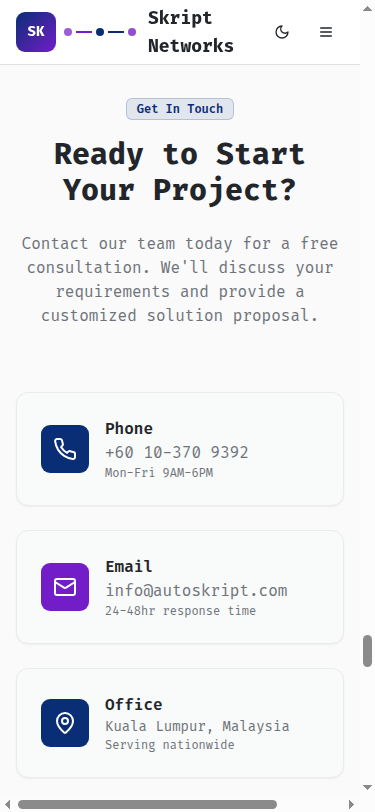 SK
Skript
Networks
Get In Touch
Ready to Start
Your Project?
Contact our team today for a free
consultation. We'll discuss your
requirements and provide a
customized solution proposal.
Phone
+60 10-370 9392
Mon-Fri 9AM-6PM
Email
info@autoskript.com
24-48hr response time
Office
Kuala Lumpur, Malaysia
Serving nationwide